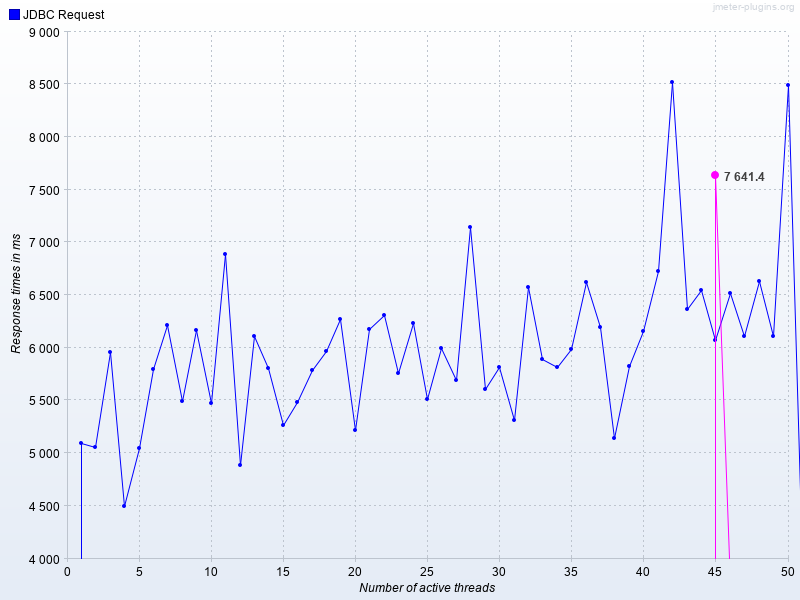 jmeter-plugins.org
JDBC Request
9 000
8 500
8 000
7 641.4
7 500
7 000
6 500
6 000
5 500
5 000
4 500
4 000
Response times in ms
0 5 10 15 20 25 30 35 40 45 50
Number of active threads